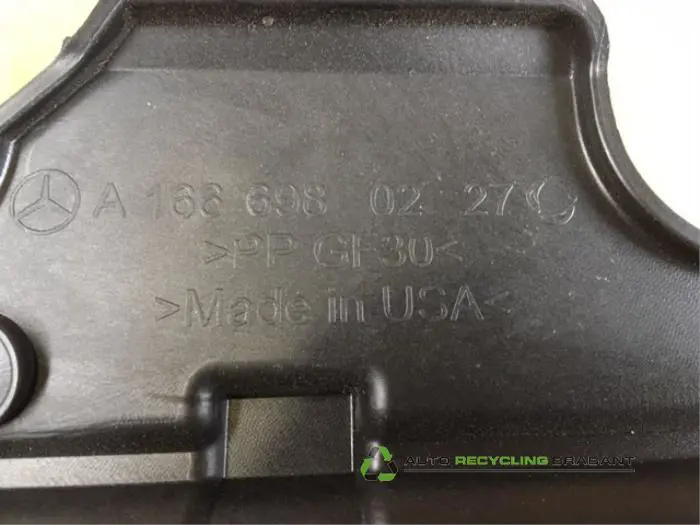 A 166 698 02 27
>PP GF30<
>Made in USA<
AUTO RECYCLING BRABANT